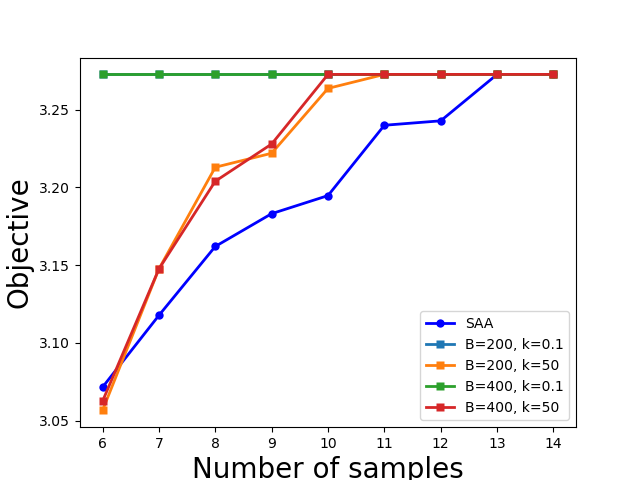 3.25
3.20
3.15
3.10
3.05
Objective
6 7 8 9 10 11 12 13 14
Number of samples
SAA
B=200, k=0.1
B=200, k=50
B=400, k=0.1
B=400, k=50